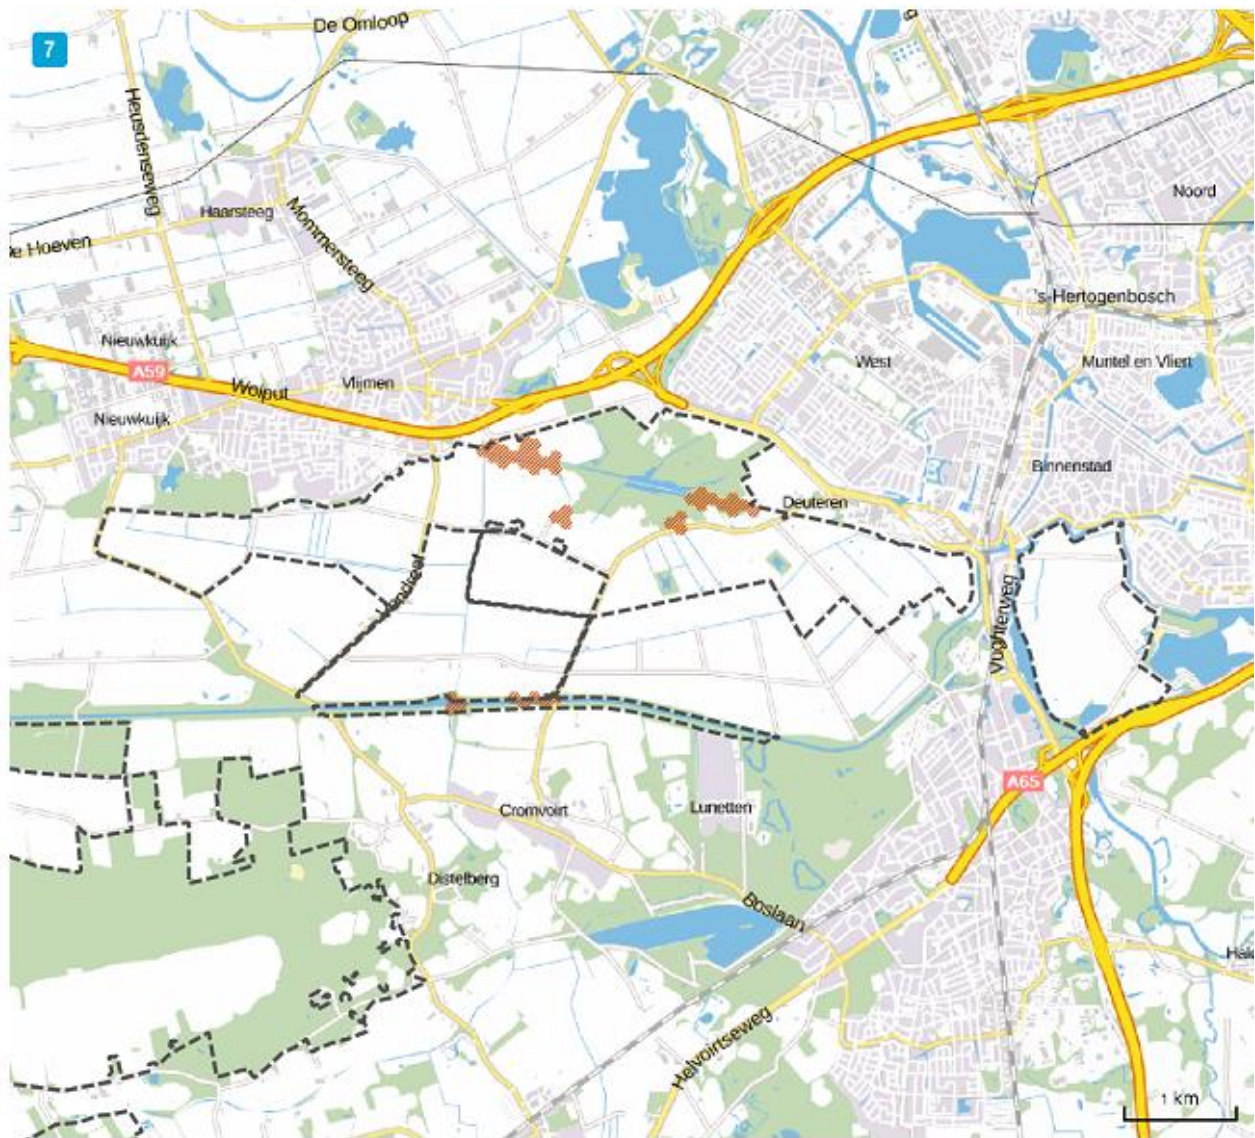 7
De Omloop
Heusdenseweg
Haarsteeg
Mommersteeg
Noord
De Hoeven
's-Hertogenbosch
Nieuwkuijk
West
Muntel en Vliert
A59
Wolput
Vlijmen
Nieuwkuijk
Binnenstad
Deuteren
Vughterweg
A65
Cromvoirt
Lunetten
Distelberg
Boslaan
Helvoirtseweg
1 km